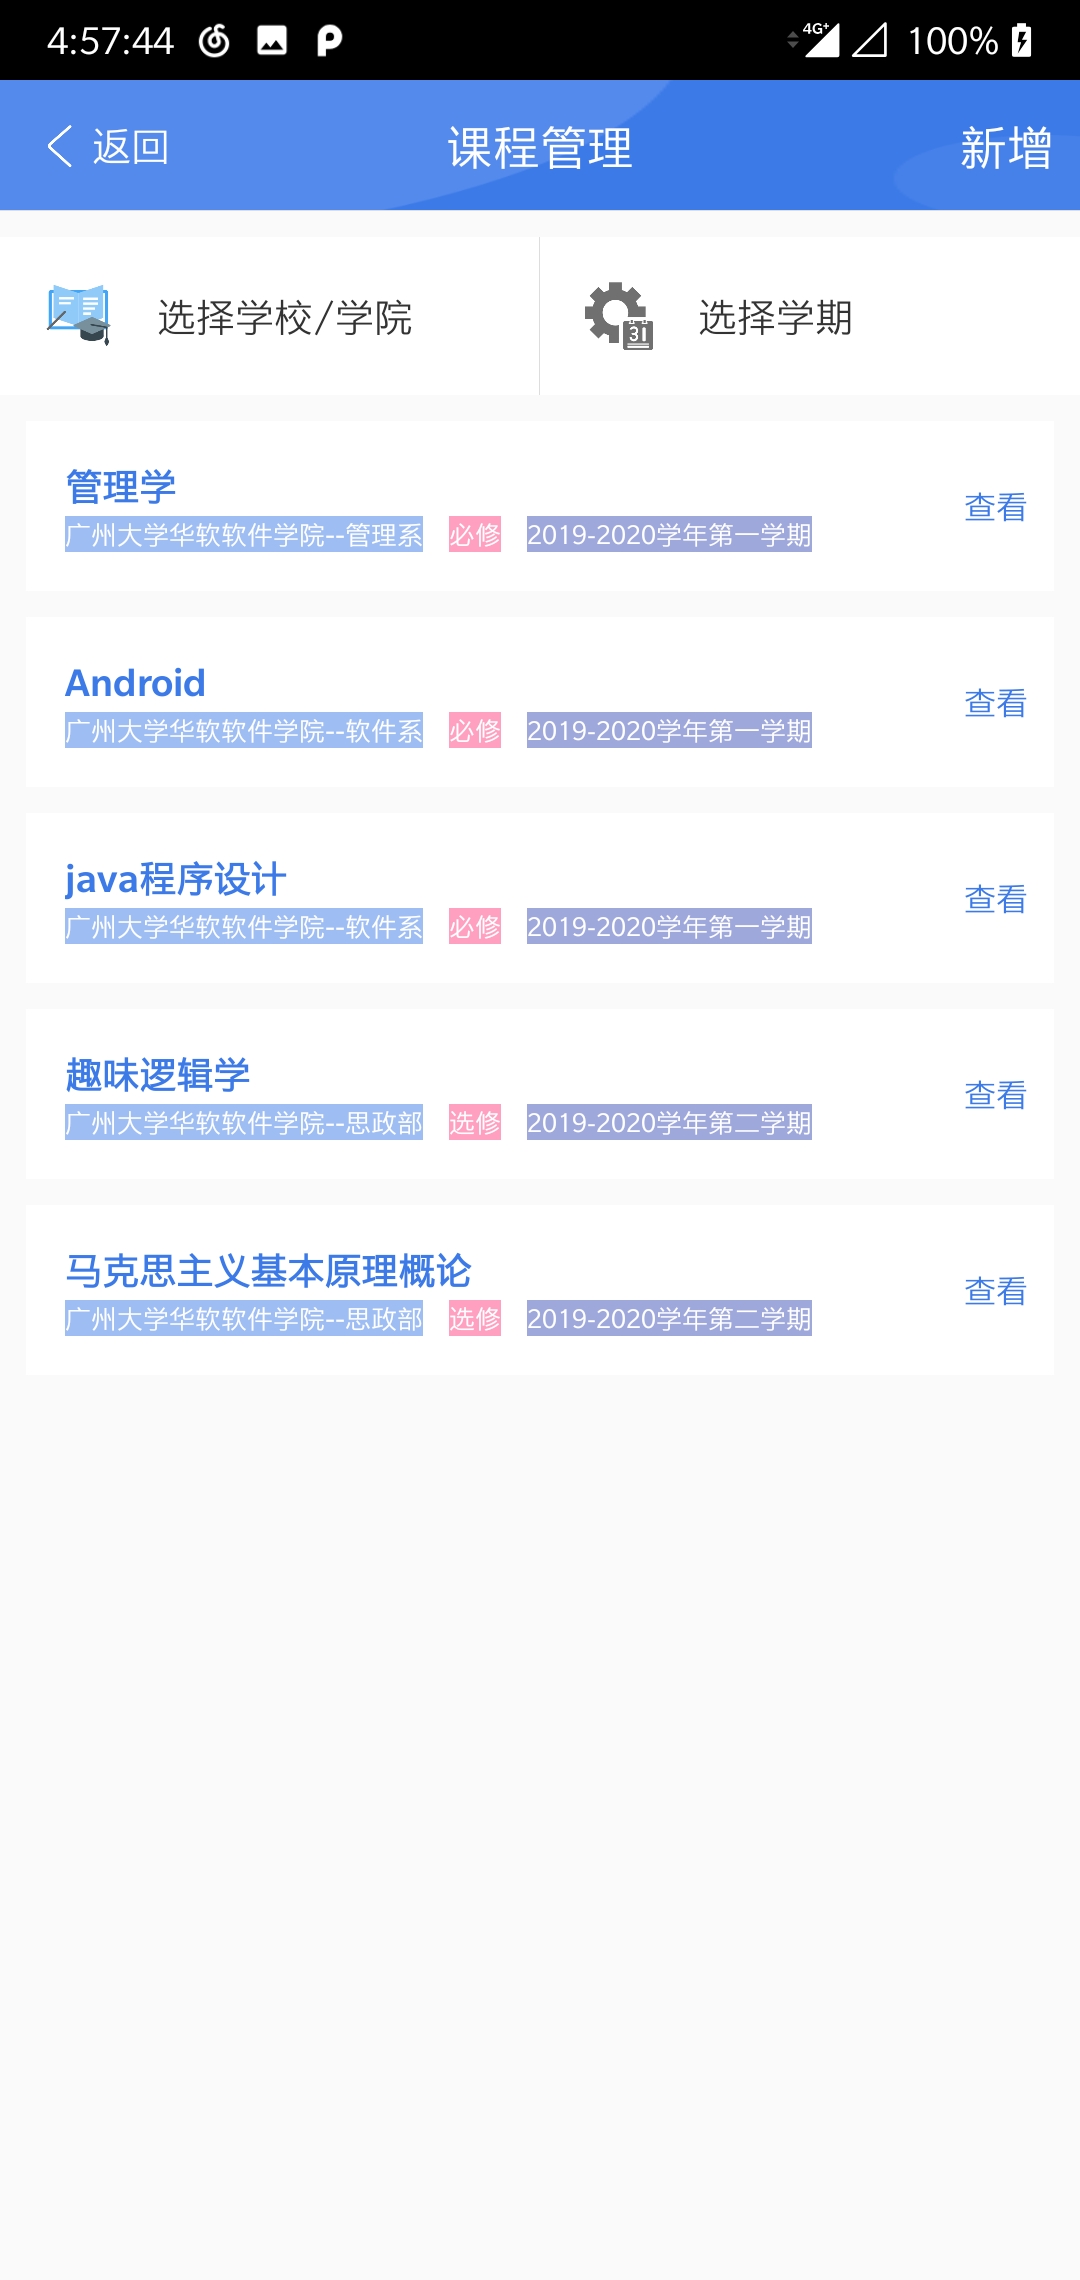 4:57:44 4G+ 100%
返回 课程管理 新增
选择学校/学院 31 选择学期
管理学
查看
广州大学华软软件学院--管理系 必修 2019-2020学年第一学期
Android
查看
广州大学华软软件学院--软件系 必修 2019-2020学年第一学期
java程序设计
查看
广州大学华软软件学院--软件系 必修 2019-2020学年第一学期
趣味逻辑学
查看
广州大学华软软件学院--思政部 选修 2019-2020学年第二学期
马克思主义基本原理概论
查看
广州大学华软软件学院--思政部 选修 2019-2020学年第二学期